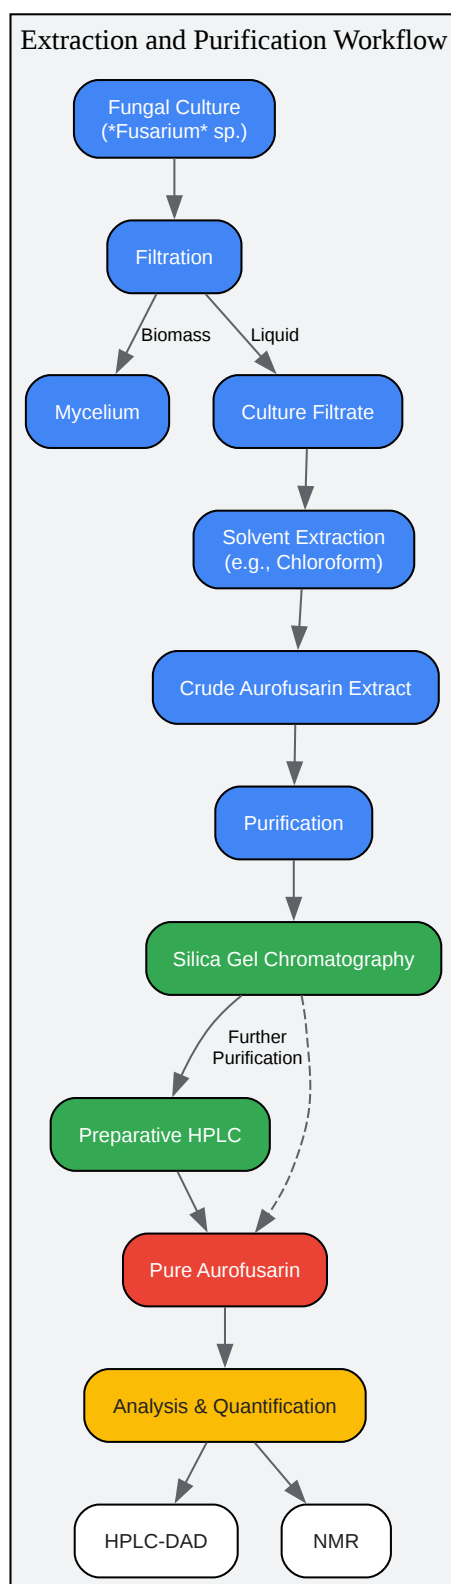 Extraction and Purification Workflow
Fungal Culture
(*Fusarium* sp.)
Filtration
Biomass
Liquid
Mycelium
Culture Filtrate
Solvent Extraction
(e.g., Chloroform)
Crude Aurofusarin Extract
Purification
Silica Gel Chromatography
Further
Purification
Preparative HPLC
Pure Aurofusarin
Analysis & Quantification
HPLC-DAD
NMR